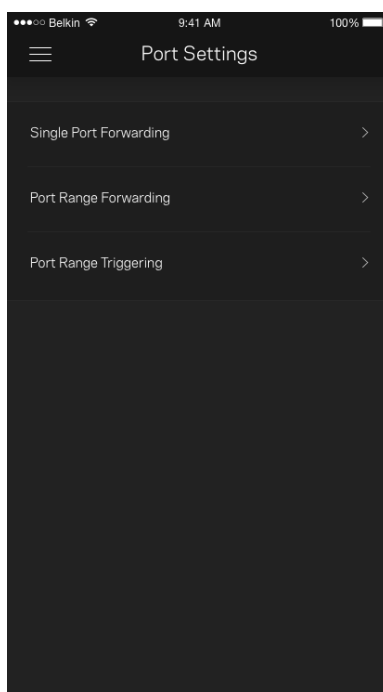 Belkin 9:41 AM 100%
Port Settings
Single Port Forwarding
Port Range Forwarding
Port Range Triggering